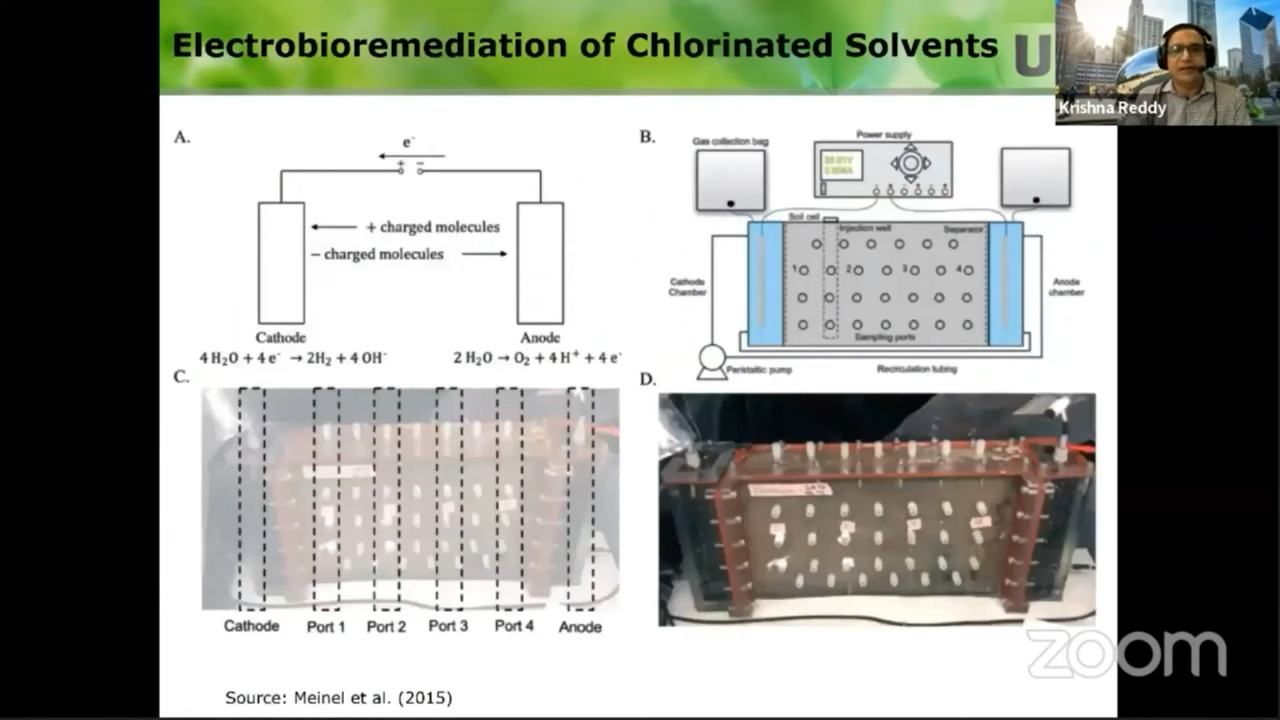 Electrobioremediation of Chlorinated Solvents
U
Krishna Reddy
A.
e⁻
+ −
+ charged molecules
− charged molecules
Cathode
Anode
4 H₂O + 4 e⁻ → 2H₂ + 4 OH⁻
2 H₂O → O₂ + 4 H⁺ + 4 e⁻
B.
Power supply
Gas collection bag
Soil cell
Injection well
Separator
1 2 3 4
Cathode
Chamber
Anode
chamber
Sampling ports
Peristaltic pump
Recirculation tubing
C.
Cathode Port 1 Port 2 Port 3 Port 4 Anode
D.
Source: Meinel et al. (2015)
zoom